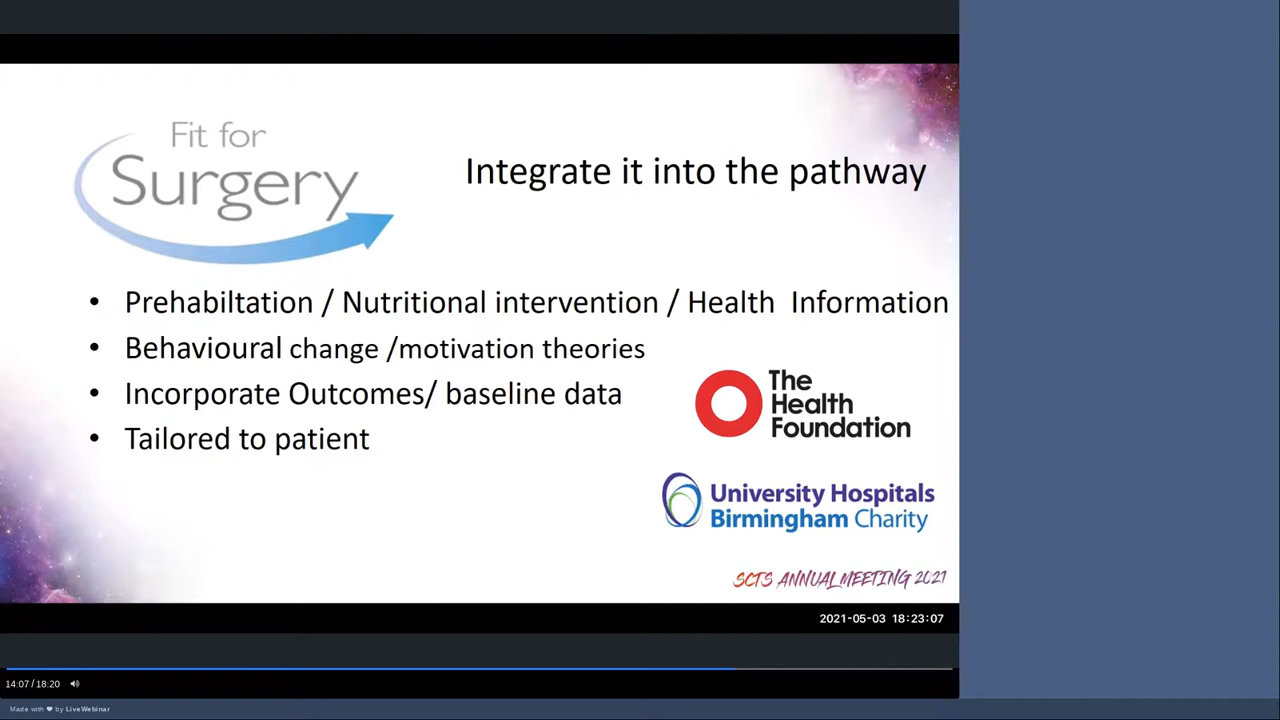 Fit for
Surgery
Integrate it into the pathway
• Prehabiltation / Nutritional intervention / Health Information
• Behavioural change /motivation theories
• Incorporate Outcomes/ baseline data
• Tailored to patient
The
Health
Foundation
University Hospitals
Birmingham Charity
SCTS ANNUAL MEETING 2021
2021-05-03 18:23:07
14:07/18:20
Made with ❤ by LiveWebinar